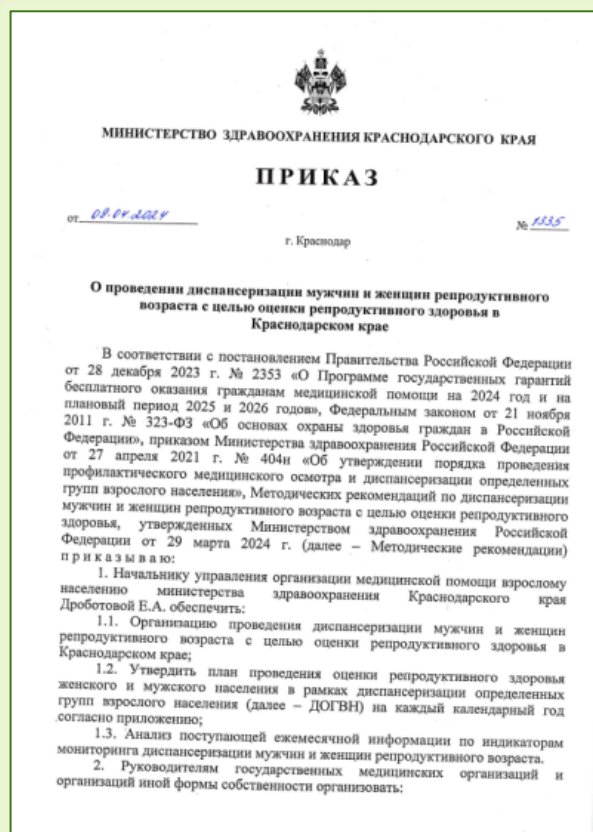 МИНИСТЕРСТВО ЗДРАВООХРАНЕНИЯ КРАСНОДАРСКОГО КРАЯ
ПРИКАЗ
от 09.04.2024
№ 1335
г. Краснодар
О проведении диспансеризации мужчин и женщин репродуктивного
возраста с целью оценки репродуктивного здоровья в
Краснодарском крае
В соответствии с постановлением Правительства Российской Федерации
от 28 декабря 2023 г. № 2353 «О Программе государственных гарантий
бесплатного оказания гражданам медицинской помощи на 2024 год и на
плановый период 2025 и 2026 годов», Федеральным законом от 21 ноября
2011 г. № 323-ФЗ «Об основах охраны здоровья граждан в Российской
Федерации», приказом Министерства здравоохранения Российской Федерации
от 27 апреля 2021 г. № 404н «Об утверждении порядка проведения
профилактического медицинского осмотра и диспансеризации определенных
групп взрослого населения», Методических рекомендаций по диспансеризации
мужчин и женщин репродуктивного возраста с целью оценки репродуктивного
здоровья, утвержденных Министерством здравоохранения Российской
Федерации от 29 марта 2024 г. (далее – Методические рекомендации)
п р и к а з ы в а ю:
1. Начальнику управления организации медицинской помощи взрослому
населению министерства здравоохранения Краснодарского края
Дроботовой Е.А. обеспечить:
1.1. Организацию проведения диспансеризации мужчин и женщин
репродуктивного возраста с целью оценки репродуктивного здоровья в
Краснодарском крае;
1.2. Утвердить план проведения оценки репродуктивного здоровья
женского и мужского населения в рамках диспансеризации определенных
групп взрослого населения (далее – ДОГВН) на каждый календарный год
согласно приложению;
1.3. Анализ поступающей ежемесячной информации по индикаторам
мониторинга диспансеризации мужчин и женщин репродуктивного возраста.
2. Руководителям государственных медицинских организаций и
организаций иной формы собственности организовать: